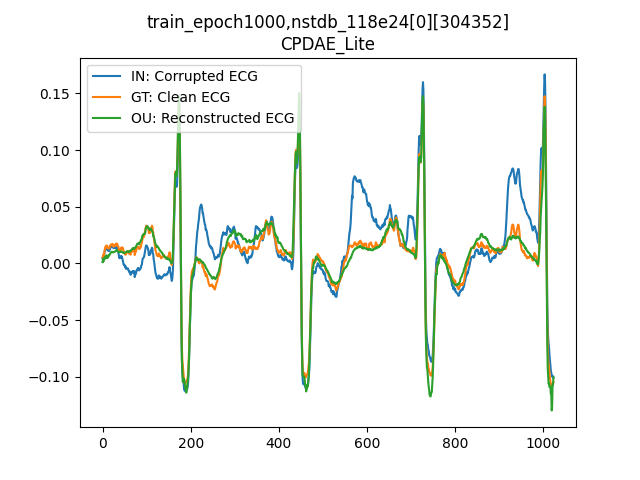 train_epoch1000,nstdb_118e24[0][304352]
CPDAE_Lite
IN: Corrupted ECG
GT: Clean ECG
OU: Reconstructed ECG
0.15
0.10
0.05
0.00
−0.05
−0.10
0 200 400 600 800 1000